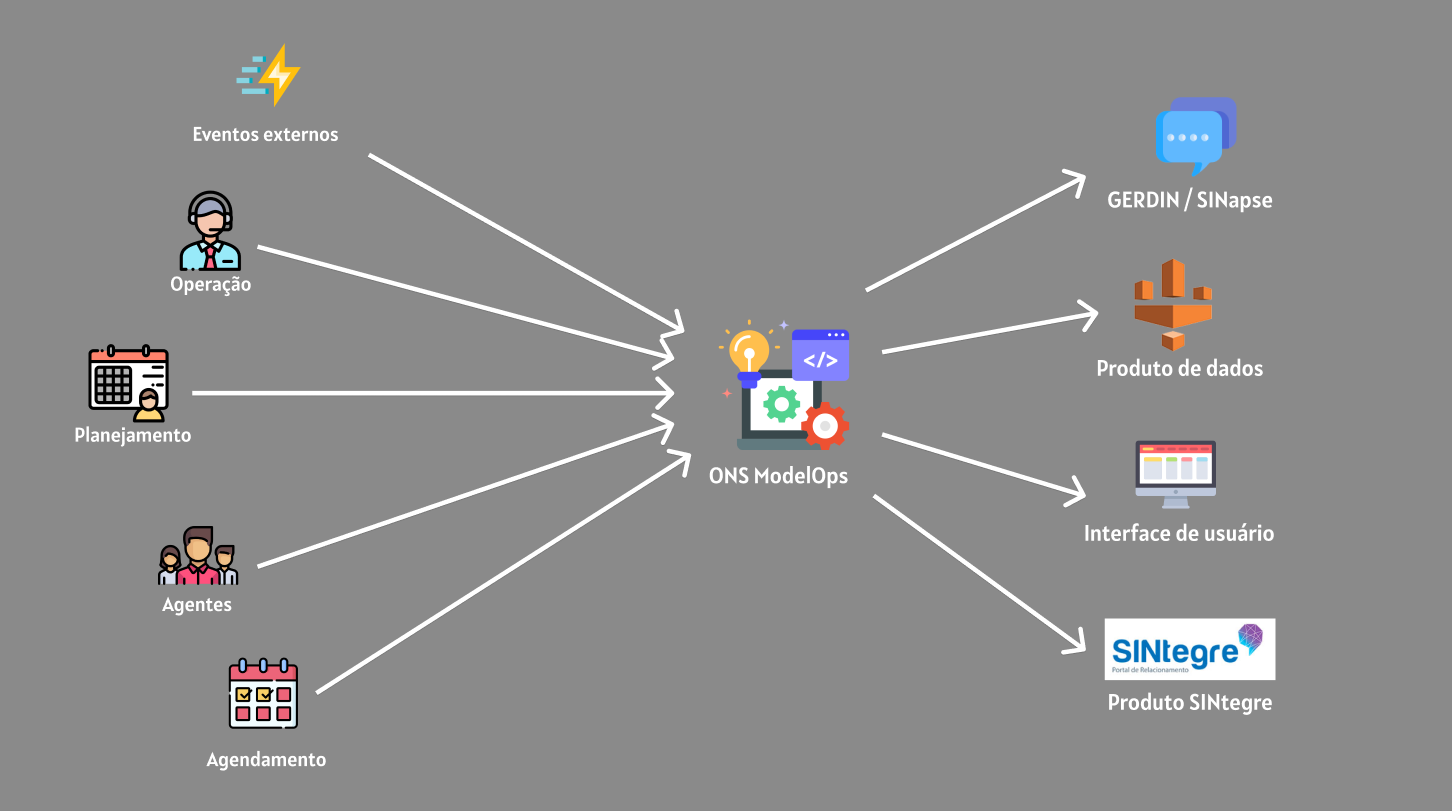 Eventos externos
Operação
Planejamento
Agentes
Agendamento
</>
ONS ModelOps
GERDIN / SINapse
Produto de dados
Interface de usuário
SINtegre
Portal de Relacionamento
Produto SINtegre